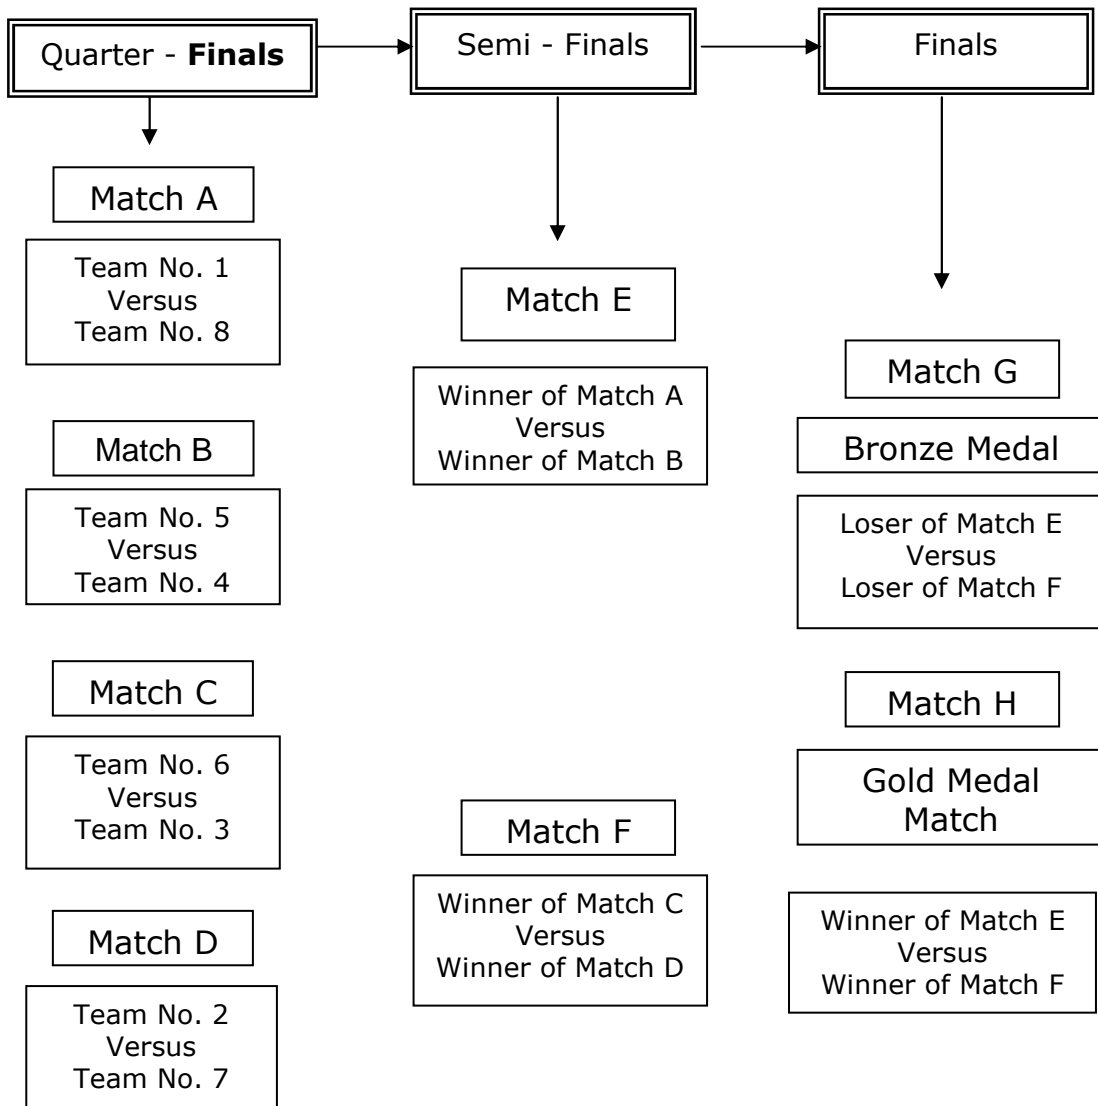 Quarter - Finals
Semi - Finals
Finals
Match A
Team No. 1
Versus
Team No. 8
Match B
Team No. 5
Versus
Team No. 4
Match C
Team No. 6
Versus
Team No. 3
Match D
Team No. 2
Versus
Team No. 7
Match E
Winner of Match A
Versus
Winner of Match B
Match F
Winner of Match C
Versus
Winner of Match D
Match G
Bronze Medal
Loser of Match E
Versus
Loser of Match F
Match H
Gold Medal
Match
Winner of Match E
Versus
Winner of Match F